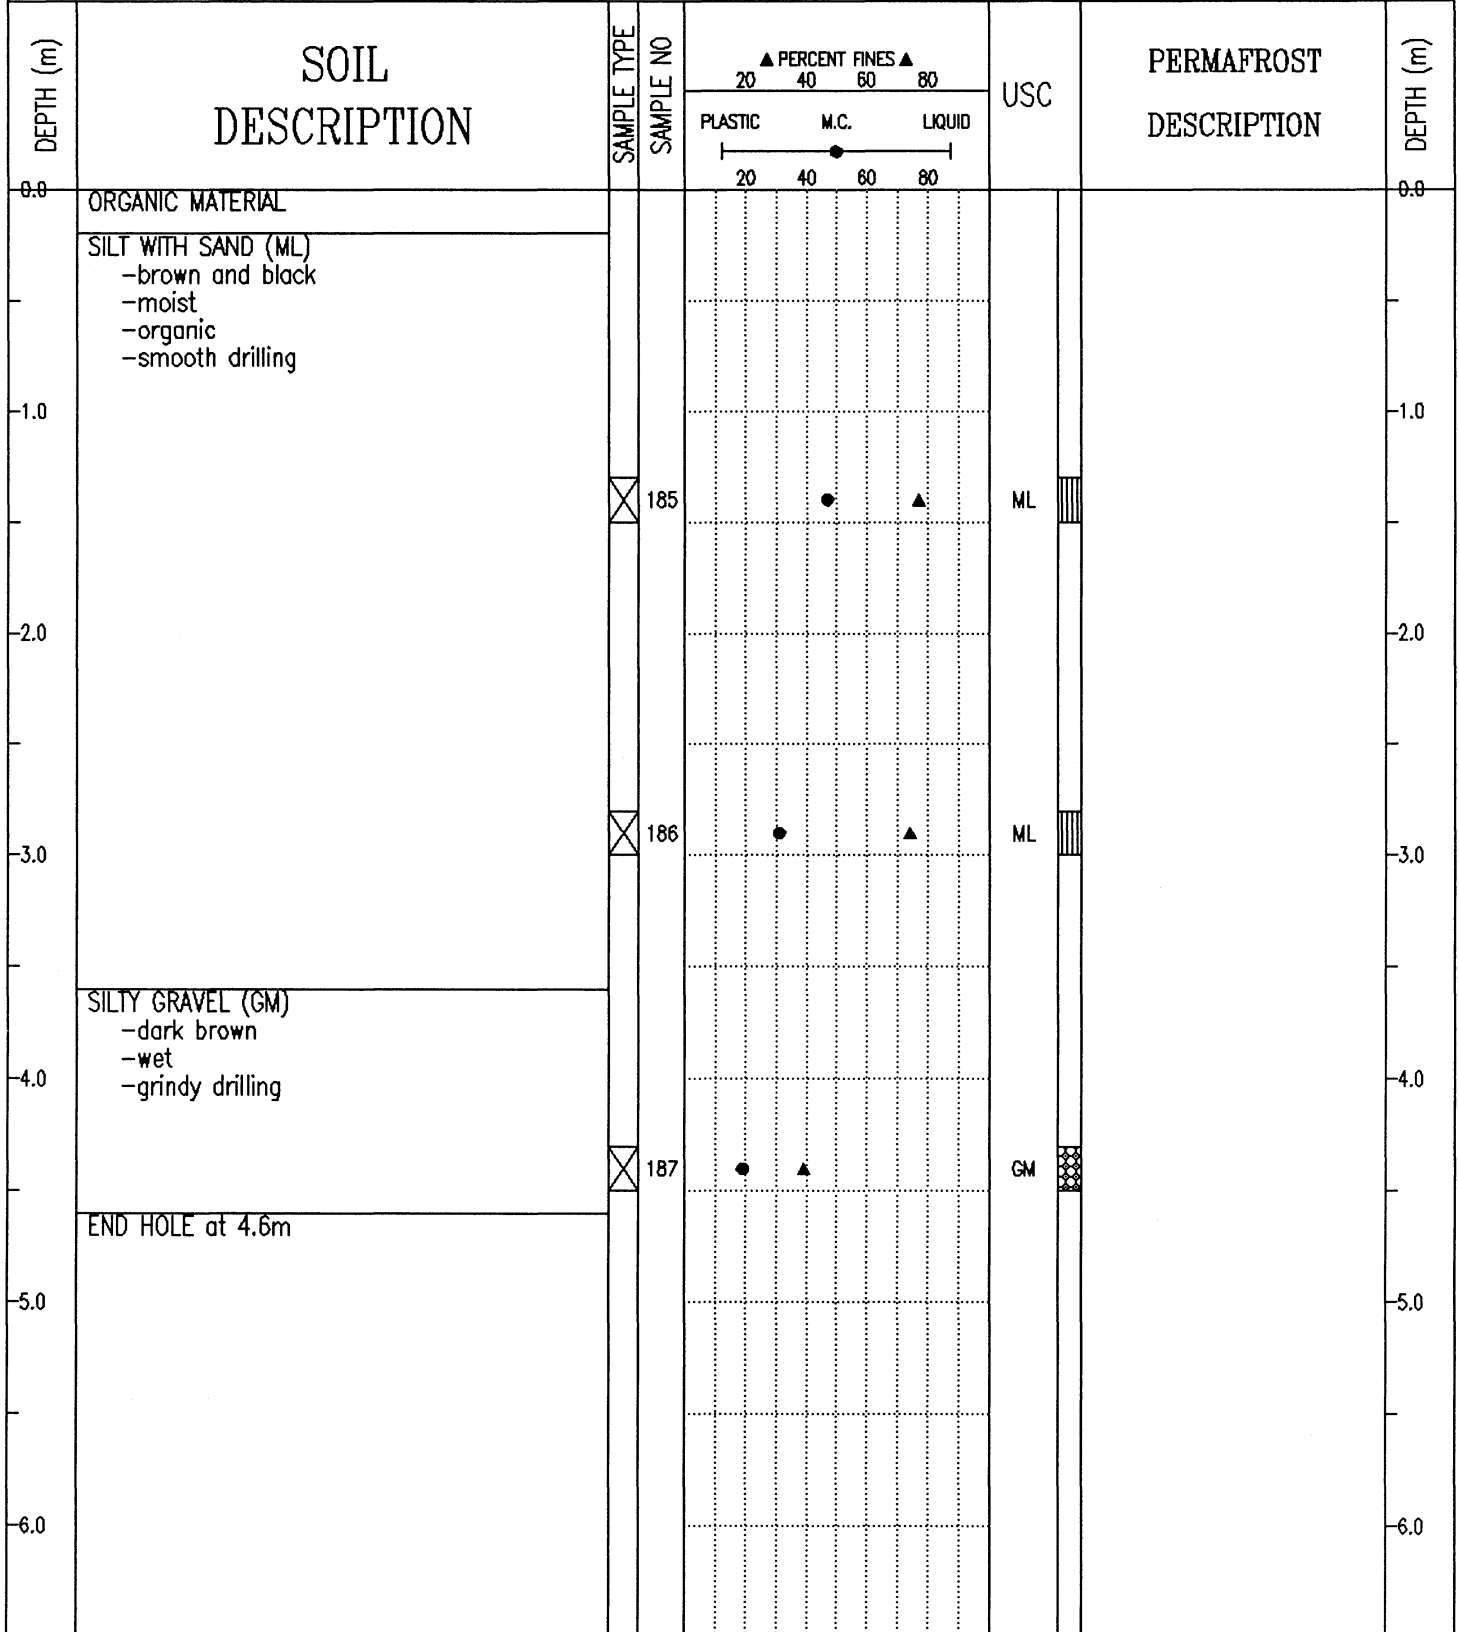 DEPTH (m)
SOIL
DESCRIPTION
SAMPLE TYPE
SAMPLE NO
▲ PERCENT FINES ▲
20 40 60 80
PLASTIC M.C. LIQUID
20 40 60 80
USC
PERMAFROST
DESCRIPTION
DEPTH (m)
0.0 0.0
ORGANIC MATERIAL
SILT WITH SAND (ML)
-brown and black
-moist
-organic
-smooth drilling
1.0 1.0
185 ML
2.0 2.0
186 ML
3.0 3.0
SILTY GRAVEL (GM)
-dark brown
-wet
4.0 4.0
-grindy drilling
187 GM
END HOLE at 4.6m
5.0 5.0
6.0 6.0